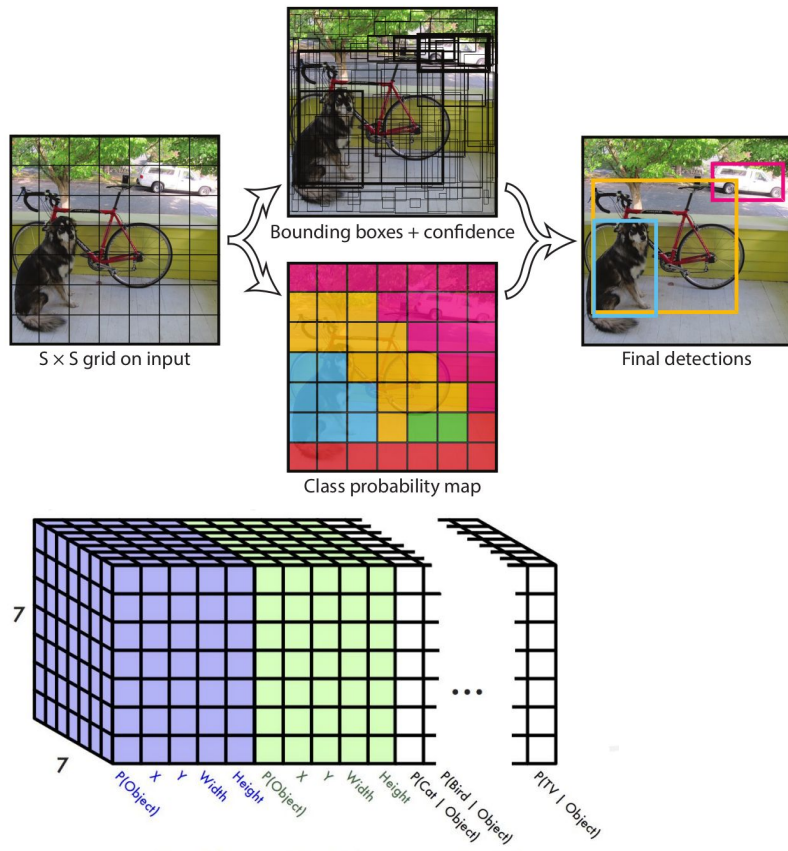 Bounding boxes + confidence
S × S grid on input
Final detections
Class probability map
7
7
P(Object)
X
Y
Width
Height
P(Object)
X
Y
Width
Height
P(Cat | Object)
P(Bird | Object)
...
P(TV | Object)